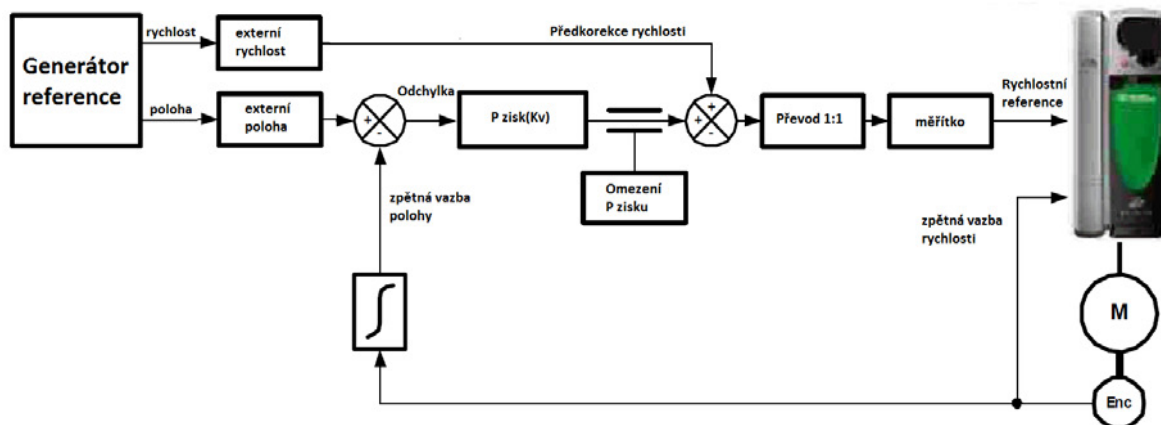 Generátor
reference
rychlost
externí
rychlost
Předkorekce rychlosti
poloha
externí
poloha
+
-
Odchylka
P zisk(Kv)
Omezení
P zisku
+
+
-
Převod 1:1
měřítko
Rychlostní
reference
zpětná vazba
polohy
zpětná vazba
rychlosti
M
Enc